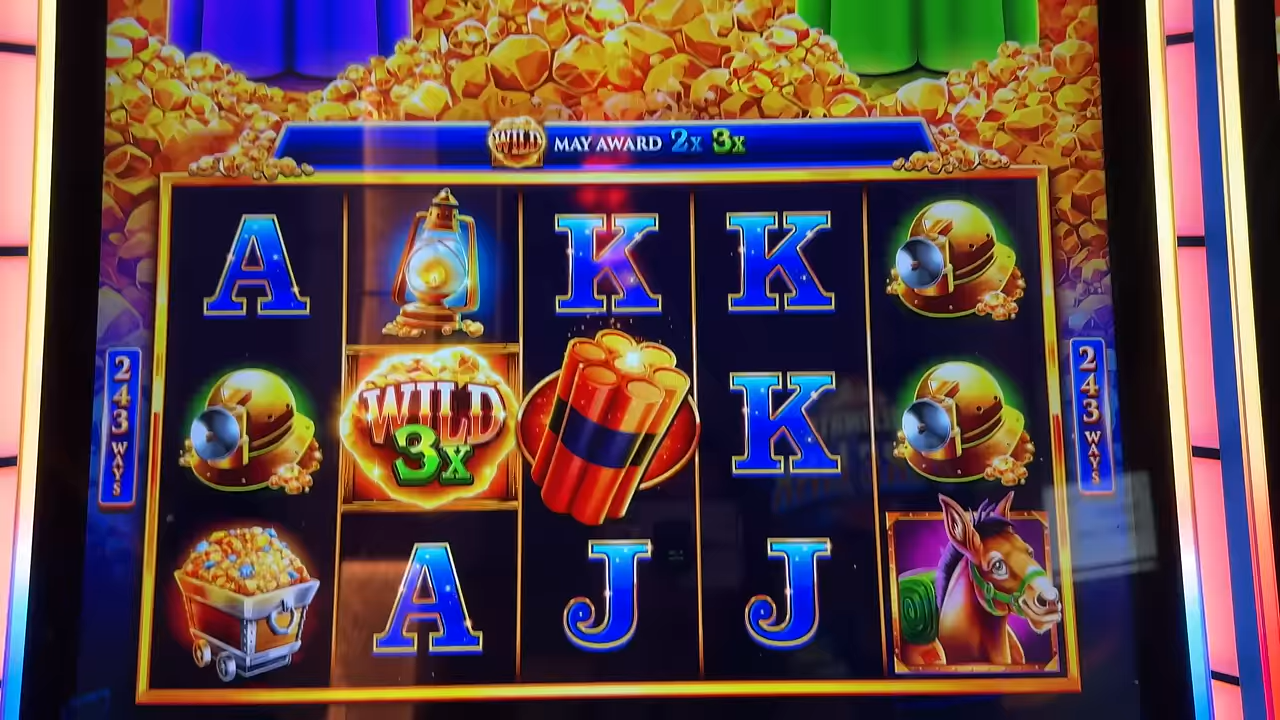 WILD MAY AWARD 2x 3x
A K K
243 WAYS
WILD
3x
K
243 WAYS
A J J